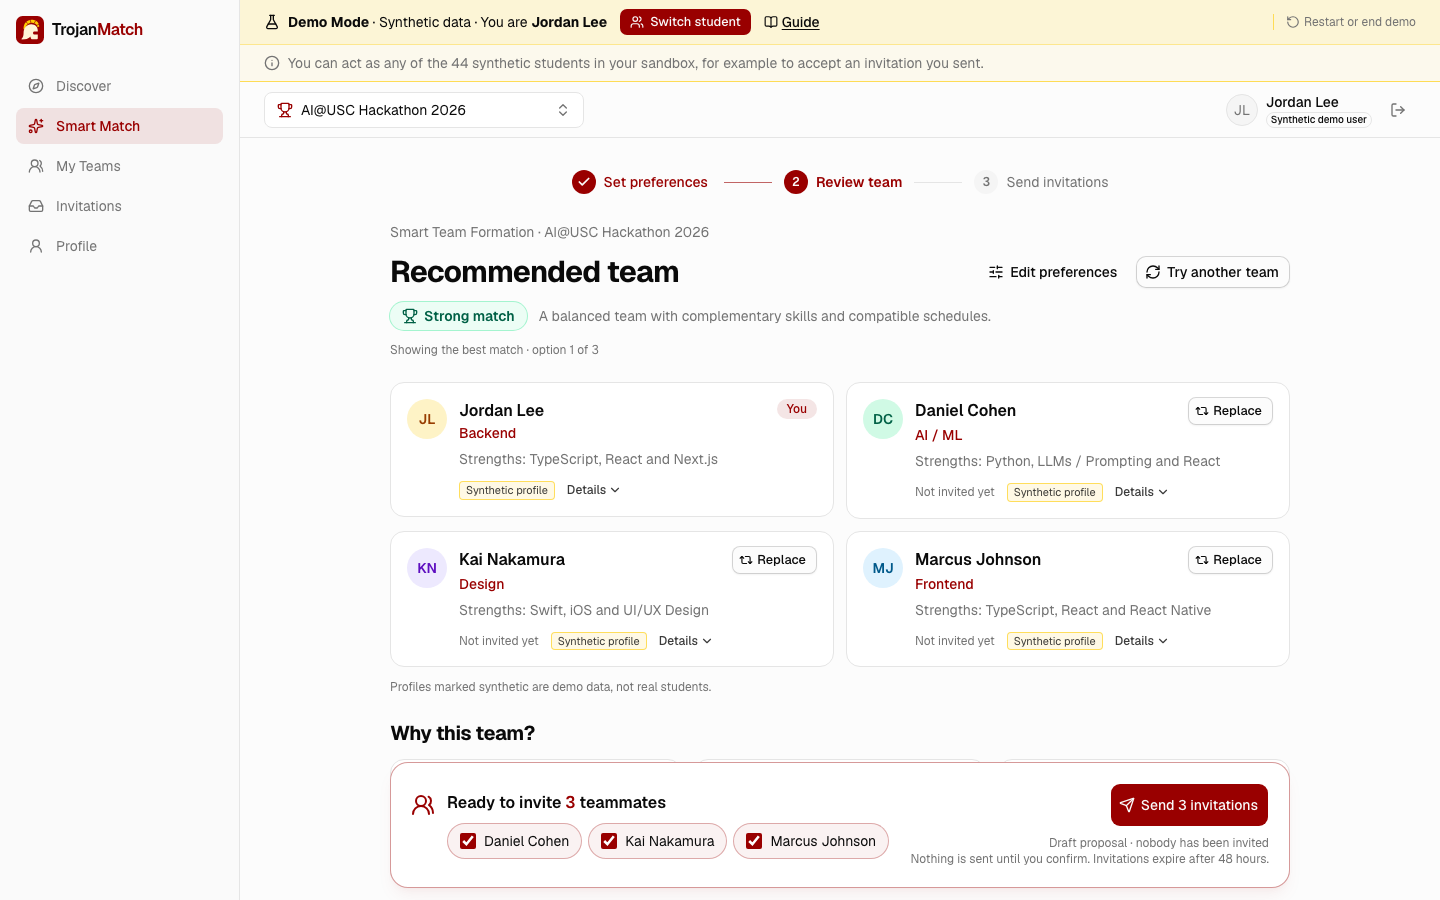 TrojanMatch
Discover
Smart Match
My Teams
Invitations
Profile
Demo Mode · Synthetic data · You are Jordan Lee
Switch student
Guide
Restart or end demo
You can act as any of the 44 synthetic students in your sandbox, for example to accept an invitation you sent.
AI@USC Hackathon 2026
JL
Jordan Lee
Synthetic demo user
Set preferences
2
Review team
3
Send invitations
Smart Team Formation · AI@USC Hackathon 2026
Recommended team
Edit preferences
Try another team
Strong match
A balanced team with complementary skills and compatible schedules.
Showing the best match · option 1 of 3
JL
Jordan Lee
You
Backend
Strengths: TypeScript, React and Next.js
Synthetic profile
Details
DC
Daniel Cohen
Replace
AI / ML
Strengths: Python, LLMs / Prompting and React
Not invited yet
Synthetic profile
Details
KN
Kai Nakamura
Replace
Design
Strengths: Swift, iOS and UI/UX Design
Not invited yet
Synthetic profile
Details
MJ
Marcus Johnson
Replace
Frontend
Strengths: TypeScript, React and React Native
Not invited yet
Synthetic profile
Details
Profiles marked synthetic are demo data, not real students.
Why this team?
Ready to invite 3 teammates
Daniel Cohen
Kai Nakamura
Marcus Johnson
Send 3 invitations
Draft proposal · nobody has been invited
Nothing is sent until you confirm. Invitations expire after 48 hours.